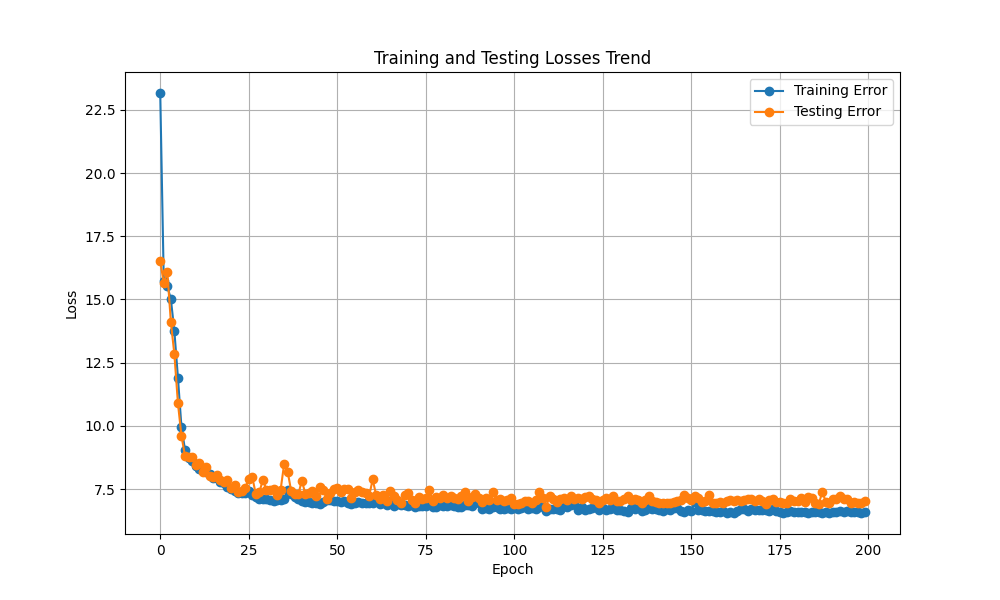 Training and Testing Losses Trend
Training Error
Testing Error
22.5
20.0
17.5
15.0
12.5
10.0
7.5
Loss
0 25 50 75 100 125 150 175 200
Epoch